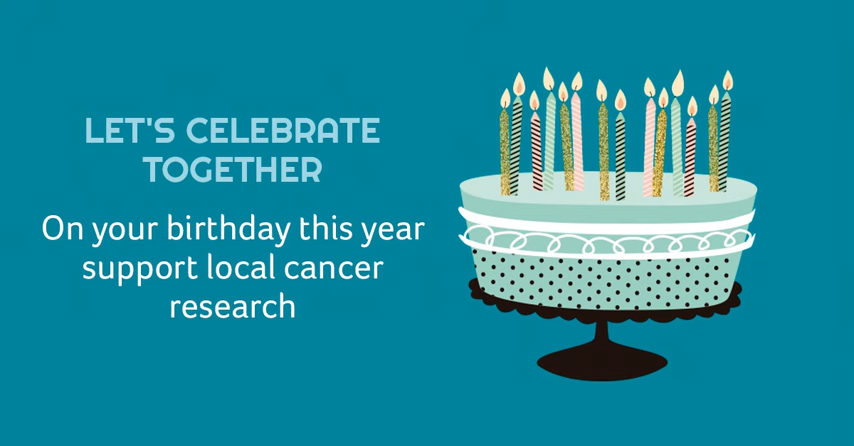 LET'S CELEBRATE
TOGETHER
On your birthday this year
support local cancer
research